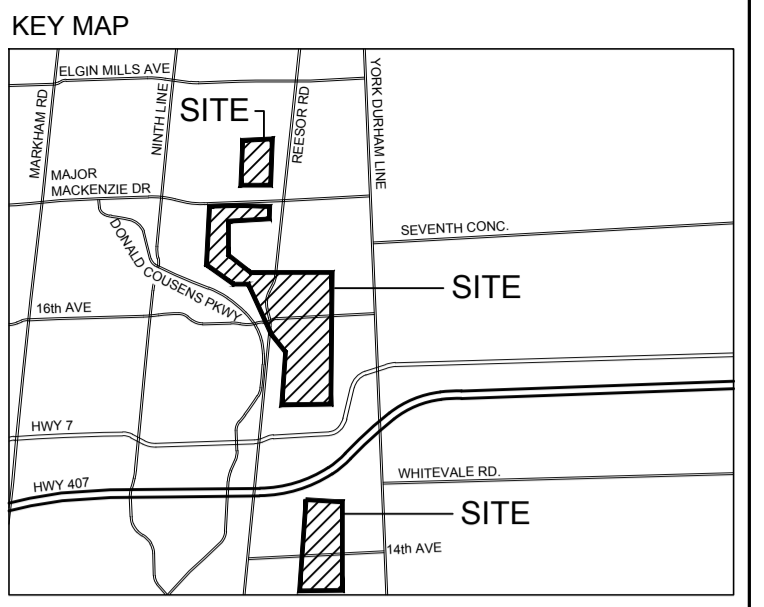 KEY MAP
ELGIN MILLS AVE
MARKHAM RD
NINTH LINE
SITE
REESOR RD
YORK DURHAM LINE
MAJOR
MACKENZIE DR
DONALD COUSENS PKWY
SEVENTH CONC.
SITE
16th AVE
HWY 7
HWY 407
WHITEVALE RD.
SITE
14th AVE